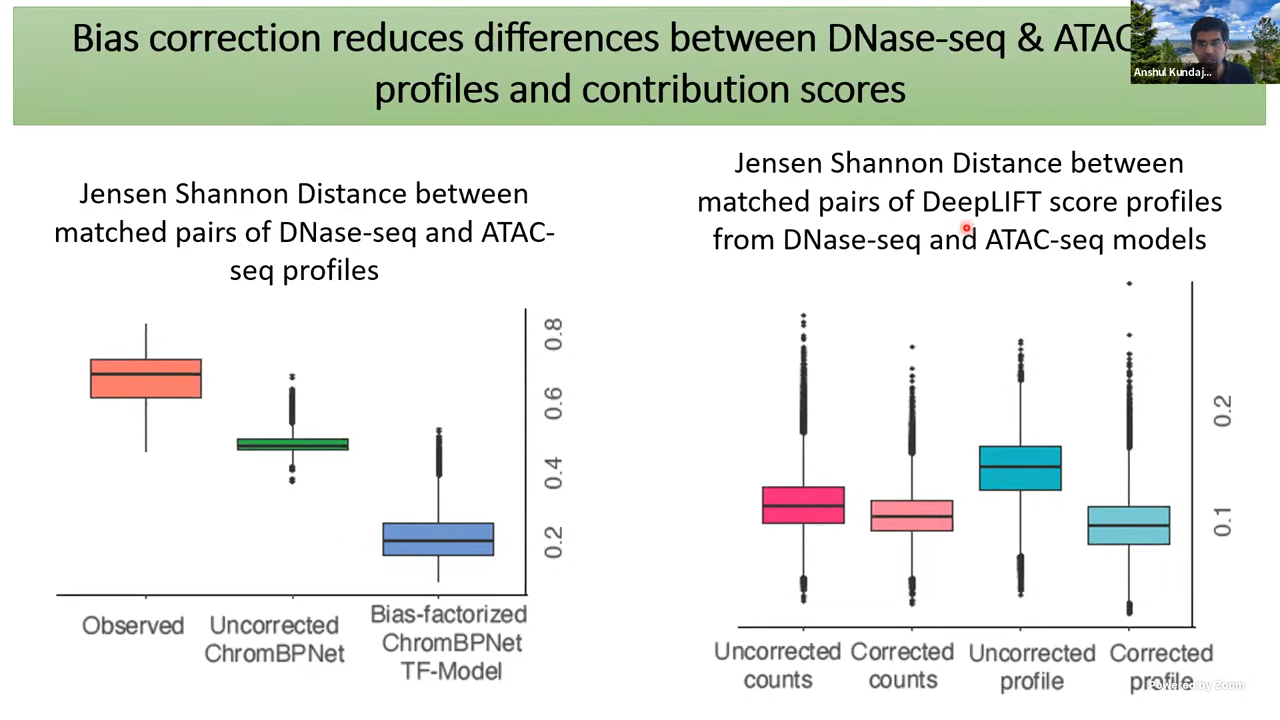 Bias correction reduces differences between DNase-seq & ATAC
profiles and contribution scores
Anshul Kundaj...
Jensen Shannon Distance between
matched pairs of DNase-seq and ATAC-
seq profiles
0.8
0.6
0.4
0.2
Observed
Uncorrected
ChromBPNet
Bias-factorized
ChromBPNet
TF-Model
Jensen Shannon Distance between
matched pairs of DeepLIFT score profiles
from DNase-seq and ATAC-seq models
0.2
0.1
Uncorrected
counts
Corrected
counts
Uncorrected
profile
Corrected
profile
Powered by Zoom